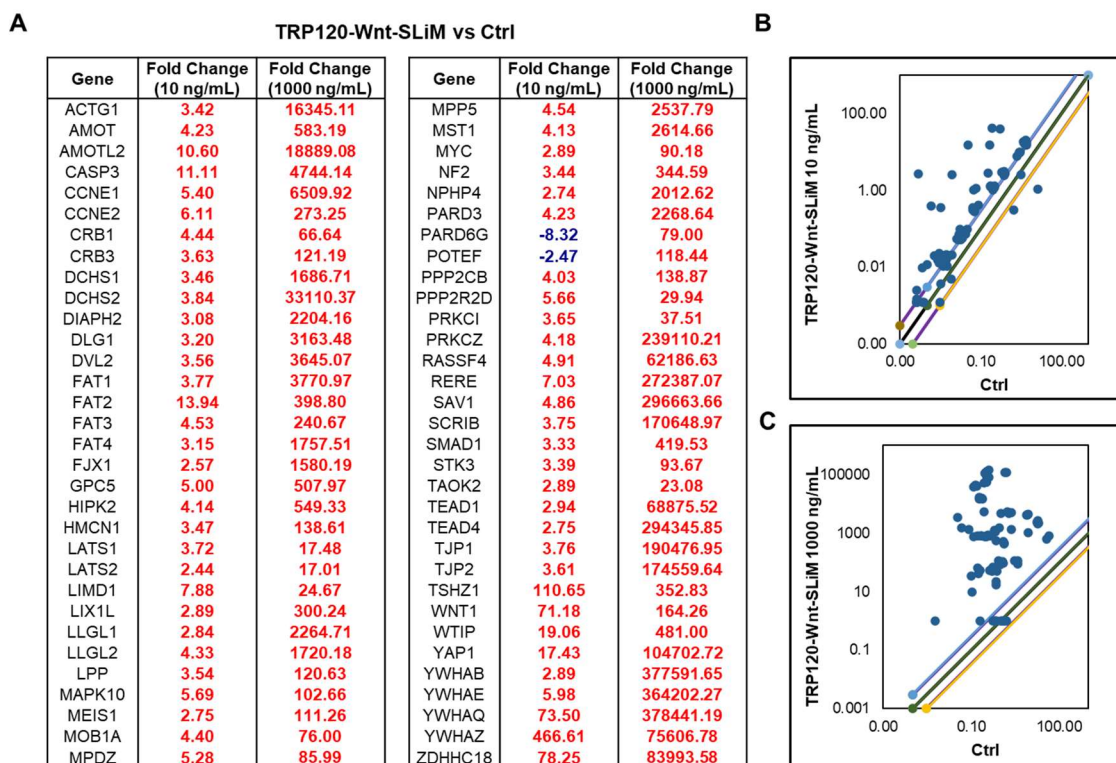 A
TRP120-Wnt-SLiM vs Ctrl
Gene Fold Change (10 ng/mL) Fold Change (1000 ng/mL)
ACTG1 3.42 16345.11
AMOT 4.23 583.19
AMOTL2 10.60 18889.08
CASP3 11.11 4744.14
CCNE1 5.40 6509.92
CCNE2 6.11 273.25
CRB1 4.44 66.64
CRB3 3.63 121.19
DCHS1 3.46 1686.71
DCHS2 3.84 33110.37
DIAPH2 3.08 2204.16
DLG1 3.20 3163.48
DVL2 3.56 3645.07
FAT1 3.77 3770.97
FAT2 13.94 398.80
FAT3 4.53 240.67
FAT4 3.15 1757.51
FJX1 2.57 1580.19
GPC5 5.00 507.97
HIPK2 4.14 549.33
HMCN1 3.47 138.61
LATS1 3.72 17.48
LATS2 2.44 17.01
LIMD1 7.88 24.67
LIX1L 2.89 300.24
LLGL1 2.84 2264.71
LLGL2 4.33 1720.18
LPP 3.54 120.63
MAPK10 5.69 102.66
MEIS1 2.75 111.26
MOB1A 4.40 76.00
MPDZ 5.28 85.99
Gene Fold Change (10 ng/mL) Fold Change (1000 ng/mL)
MPP5 4.54 2537.79
MST1 4.13 2614.66
MYC 2.89 90.18
NF2 3.44 344.59
NPHP4 2.74 2012.62
PARD3 4.23 2268.64
PARD6G -8.32 79.00
POTEF -2.47 118.44
PPP2CB 4.03 138.87
PPP2R2D 5.66 29.94
PRKCI 3.65 37.51
PRKCZ 4.18 239110.21
RASSF4 4.91 62186.63
RERE 7.03 272387.07
SAV1 4.86 296663.66
SCRIB 3.75 170648.97
SMAD1 3.33 419.53
STK3 3.39 93.67
TAOK2 2.89 23.08
TEAD1 2.94 68875.52
TEAD4 2.75 294345.85
TJP1 3.76 190476.95
TJP2 3.61 174559.64
TSHZ1 110.65 352.83
WNT1 71.18 164.26
WTIP 19.06 481.00
YAP1 17.43 104702.72
YWHAB 2.89 377591.65
YWHAE 5.98 364202.27
YWHAQ 73.50 378441.19
YWHAZ 466.61 75606.78
ZDHHC18 78.25 83993.58
B
TRP120-Wnt-SLiM 10 ng/mL
100.00
1.00
0.01
0.00
0.00 0.10 100.00
Ctrl
C
TRP120-Wnt-SLiM 1000 ng/mL
100000
1000
10
0.1
0.001
0.00 0.10 100.00
Ctrl